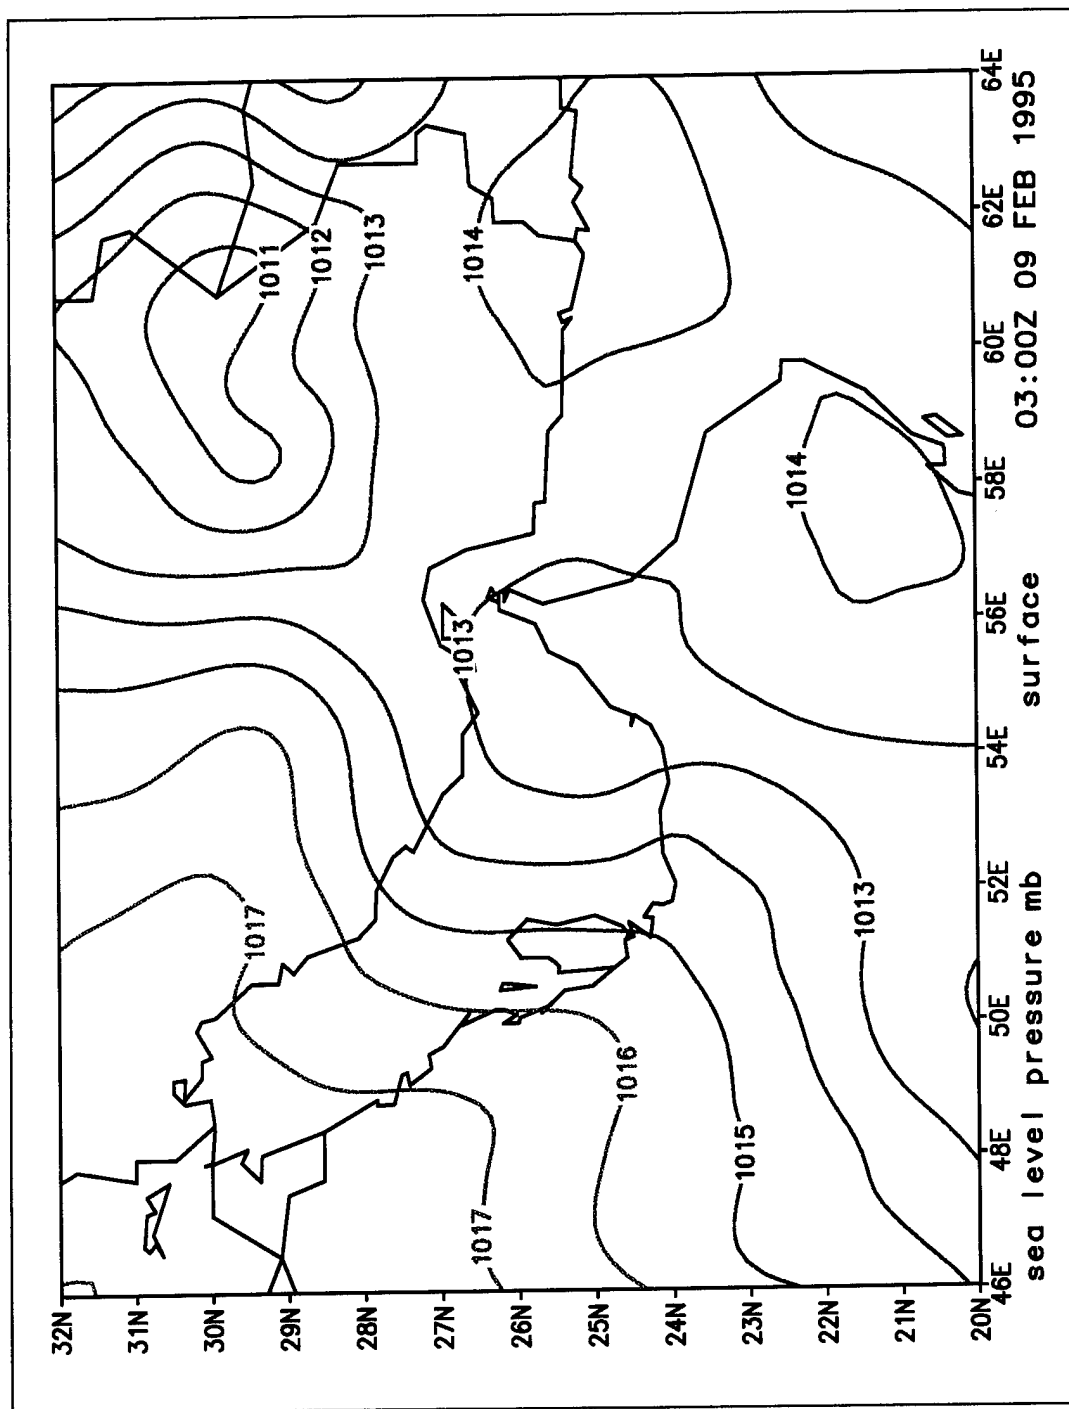 32N
31N
30N
29N
28N
27N
26N
25N
24N
23N
22N
21N
20N
46E
48E
50E
52E
54E
56E
58E
60E
62E
64E
1011
1012
1013
1014
1013
1014
1017
1016
1017
1015
1013
sea level pressure mb surface 03:00Z 09 FEB 1995